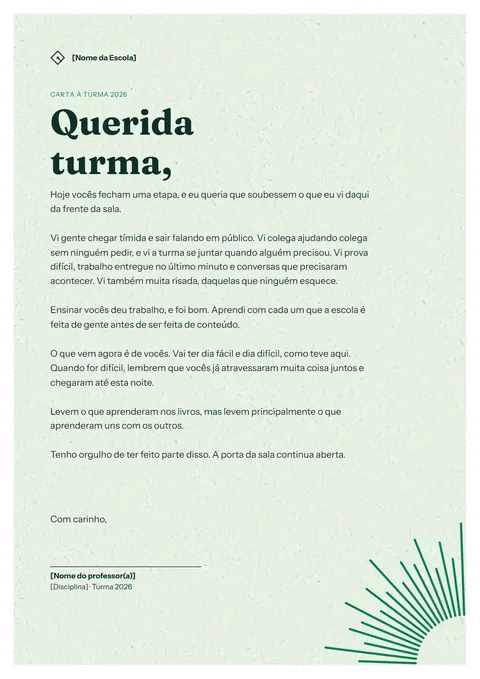 [Nome da Escola]
CARTA À TURMA 2026
Querida
turma,
Hoje vocês fecham uma etapa, e eu queria que soubessem o que eu vi daqui
da frente da sala.
Vi gente chegar tímida e sair falando em público. Vi colega ajudando colega
sem ninguém pedir, e vi a turma se juntar quando alguém precisou. Vi prova
difícil, trabalho entregue no último minuto e conversas que precisaram
acontecer. Vi também muita risada, daquelas que ninguém esquece.
Ensinar vocês deu trabalho, e foi bom. Aprendi com cada um que a escola é
feita de gente antes de ser feita de conteúdo.
O que vem agora é de vocês. Vai ter dia fácil e dia difícil, como teve aqui.
Quando for difícil, lembrem que vocês já atravessaram muita coisa juntos e
chegaram até esta noite.
Levem o que aprenderam nos livros, mas levem principalmente o que
aprenderam uns com os outros.
Tenho orgulho de ter feito parte disso. A porta da sala continua aberta.
Com carinho,
[Nome do professor(a)]
[Disciplina] · Turma 2026